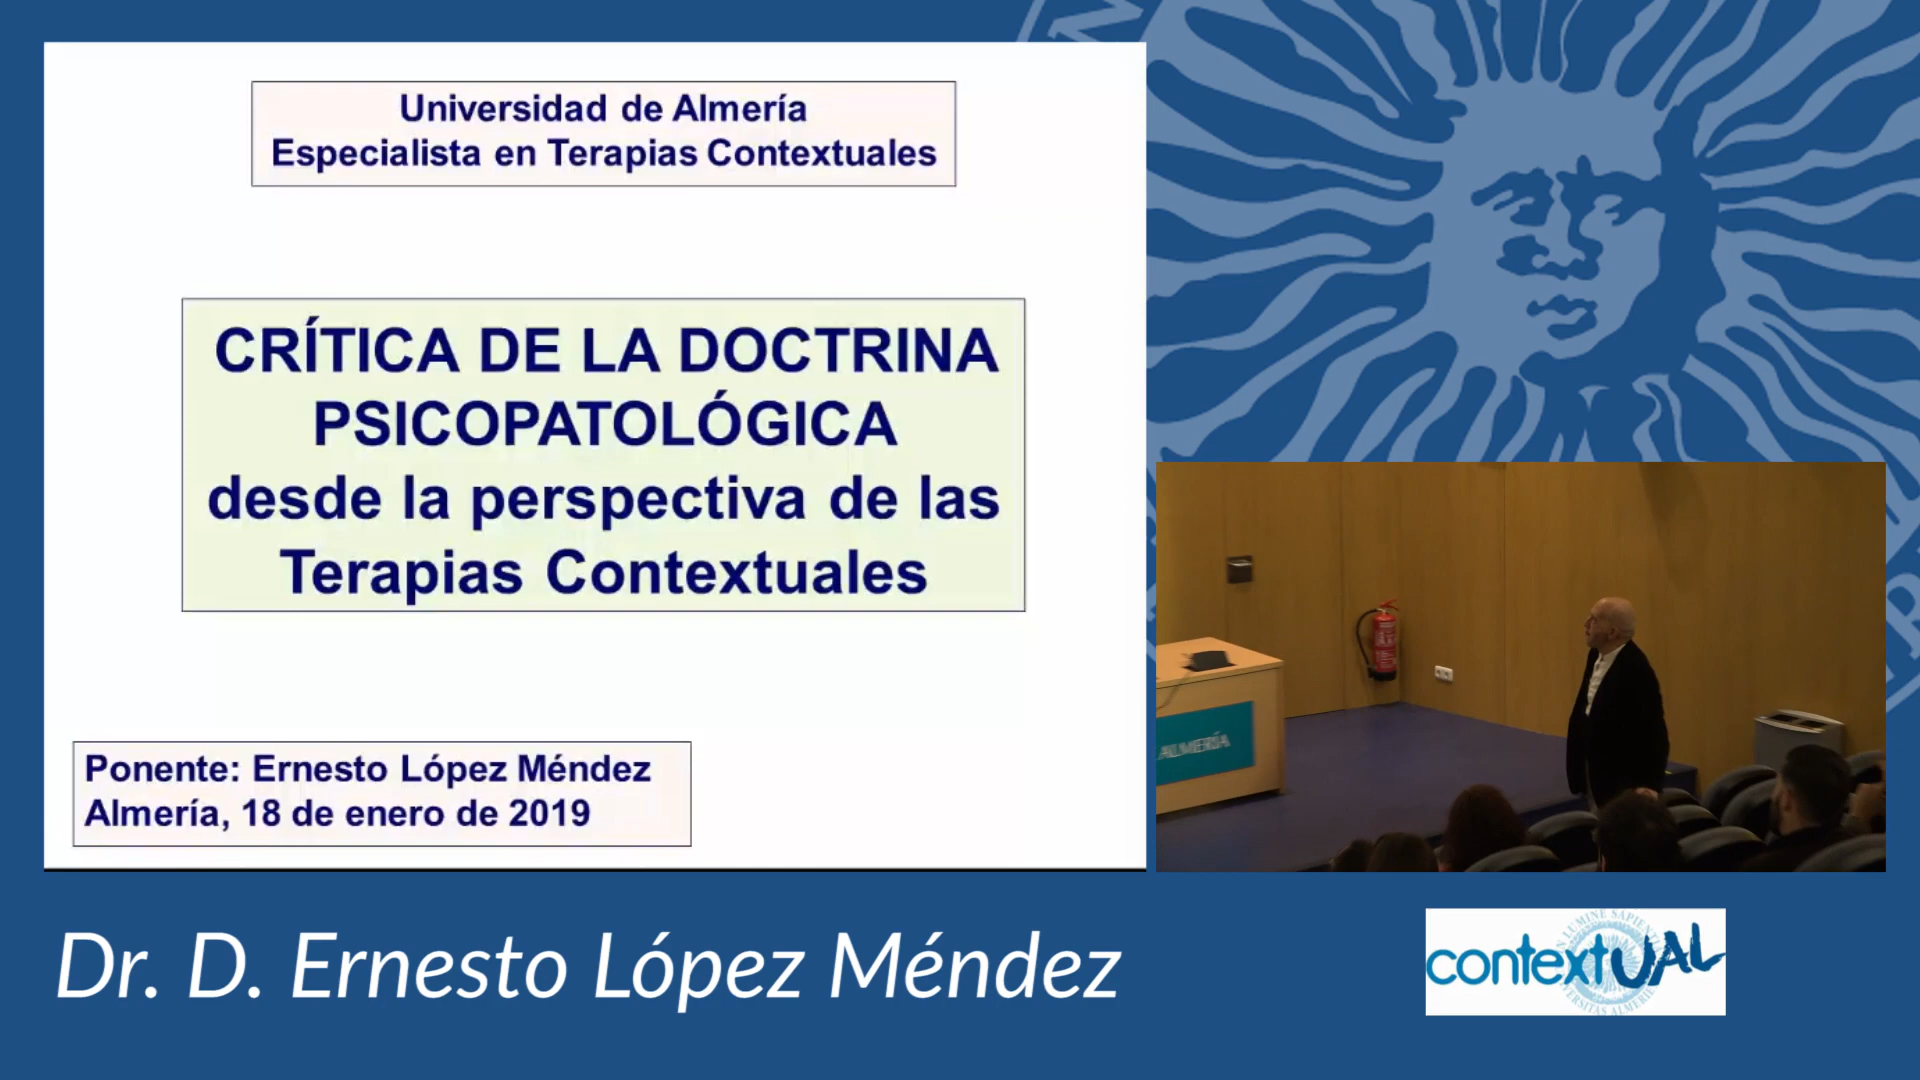 Universidad de Almería
Especialista en Terapias Contextuales
CRÍTICA DE LA DOCTRINA
PSICOPATOLÓGICA
desde la perspectiva de las
Terapias Contextuales
Ponente: Ernesto López Méndez
Almería, 18 de enero de 2019
ALMERÍA
Dr. D. Ernesto López Méndez
contextUAL